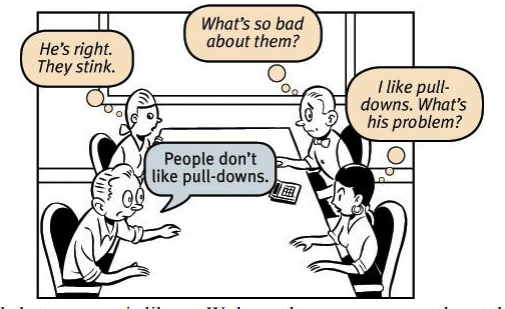 What's so bad
about them?
He's right.
They stink.
I like pull-
downs. What's
his problem?
People don't
like pull-downs.